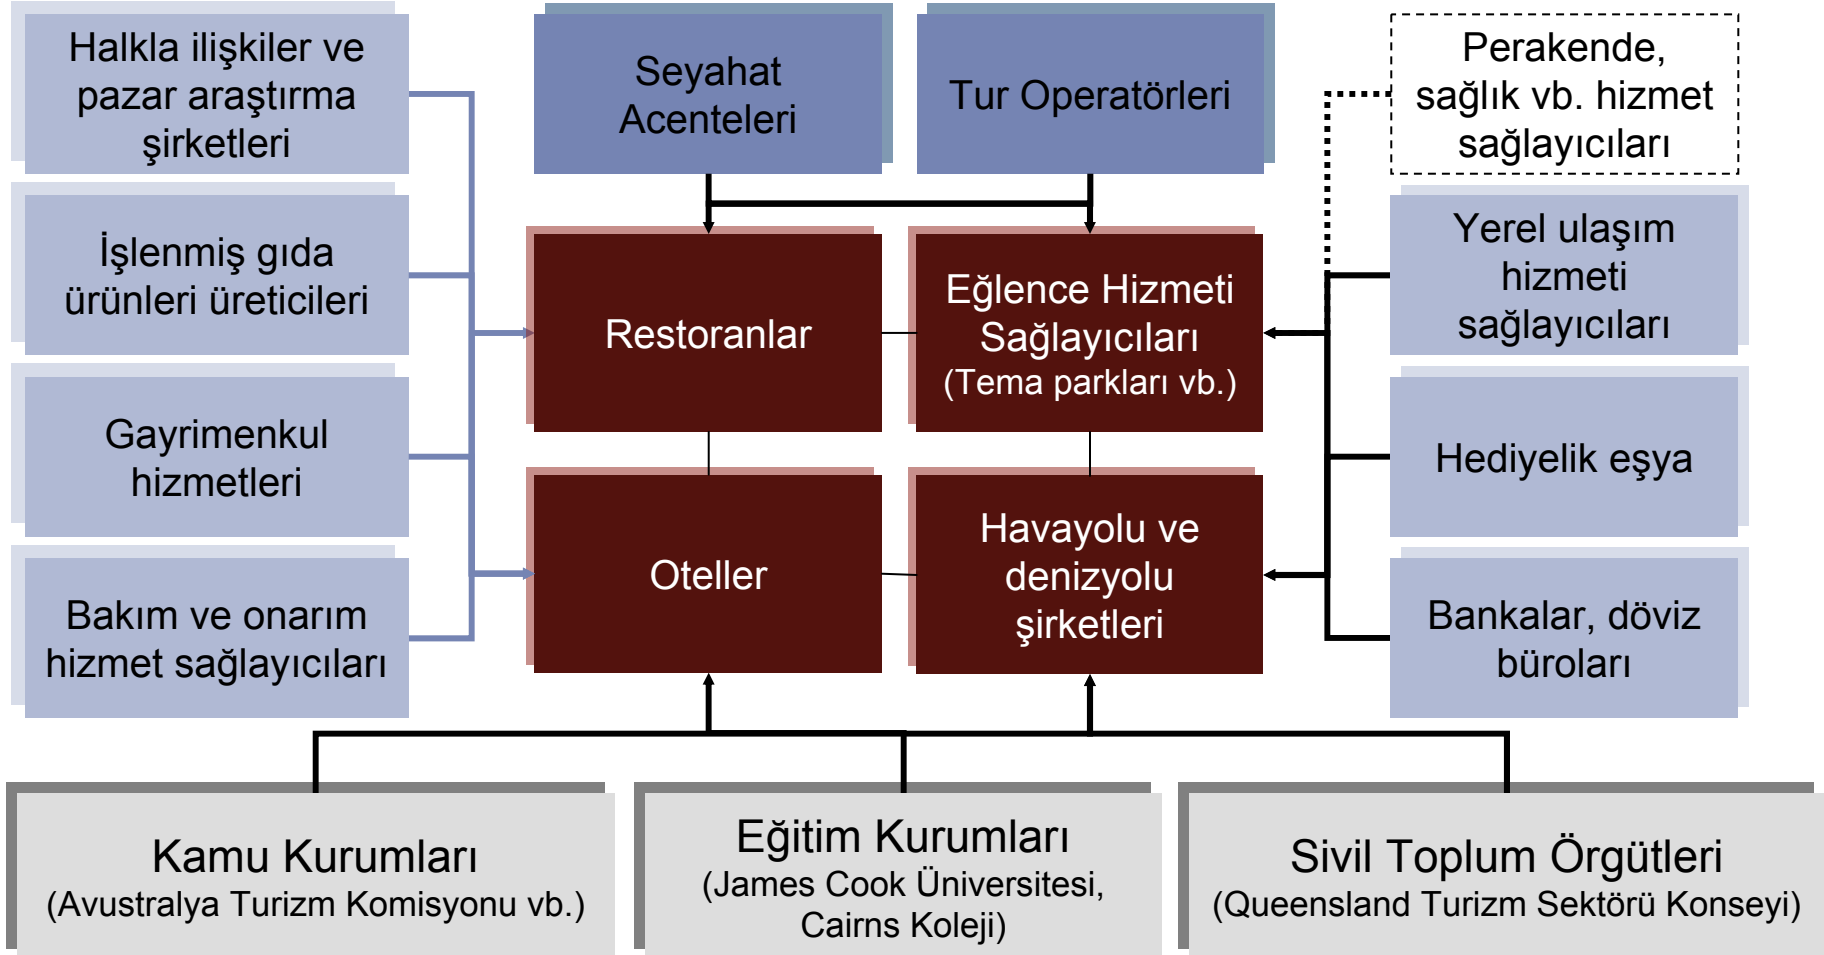 Halkla ilişkiler ve
pazar araştırma
şirketleri
Seyahat
Acenteleri
Tur Operatörleri
Perakende,
sağlık vb. hizmet
sağlayıcıları
İşlenmiş gıda
ürünleri üreticileri
Restoranlar
Eğlence Hizmeti
Sağlayıcıları
(Tema parkları vb.)
Yerel ulaşım
hizmeti
sağlayıcıları
Gayrimenkul
hizmetleri
Hediyelik eşya
Bakım ve onarım
hizmet sağlayıcıları
Oteller
Havayolu ve
denizyolu
şirketleri
Bankalar, döviz
büroları
Kamu Kurumları
(Avustralya Turizm Komisyonu vb.)
Eğitim Kurumları
(James Cook Üniversitesi,
Cairns Koleji)
Sivil Toplum Örgütleri
(Queensland Turizm Sektörü Konseyi)